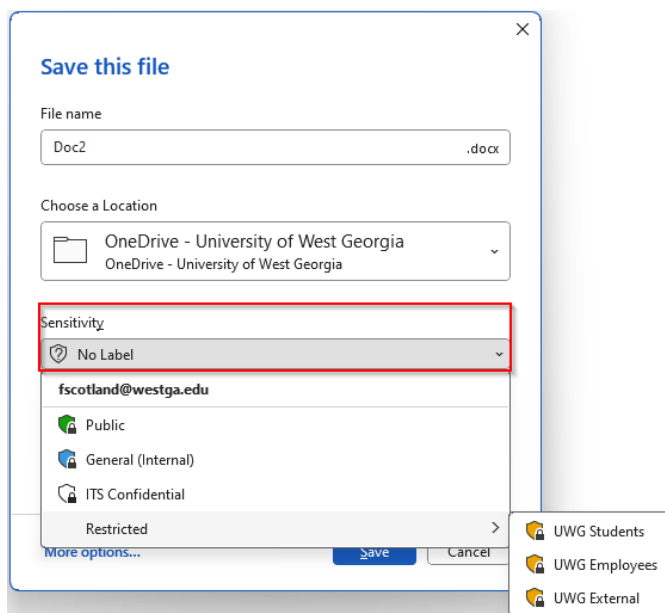 Save this file
File name
Doc2 .docx
Choose a Location
OneDrive - University of West Georgia
OneDrive - University of West Georgia
Sensitivity
No Label
fscotland@westga.edu
Public
General (Internal)
ITS Confidential
Restricted
UWG Students
More options... Save Cancel
UWG Employees
UWG External